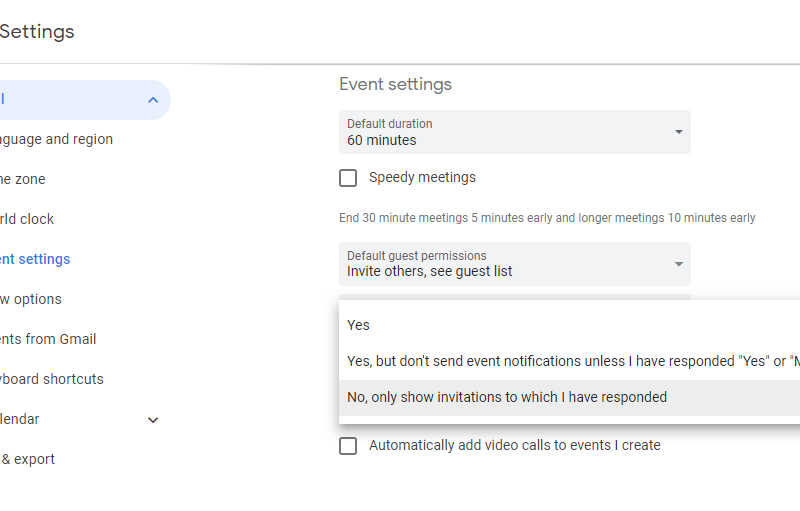 Settings
Event settings
l
Default duration
60 minutes
nguage and region
Speedy meetings
ne zone
rld clock
End 30 minute meetings 5 minutes early and longer meetings 10 minutes early
ent settings
Default guest permissions
Invite others, see guest list
w options
Yes
ents from Gmail
Yes, but don't send event notifications unless I have responded "Yes" or "M
yboard shortcuts
No, only show invitations to which I have responded
lendar
Automatically add video calls to events I create
& export